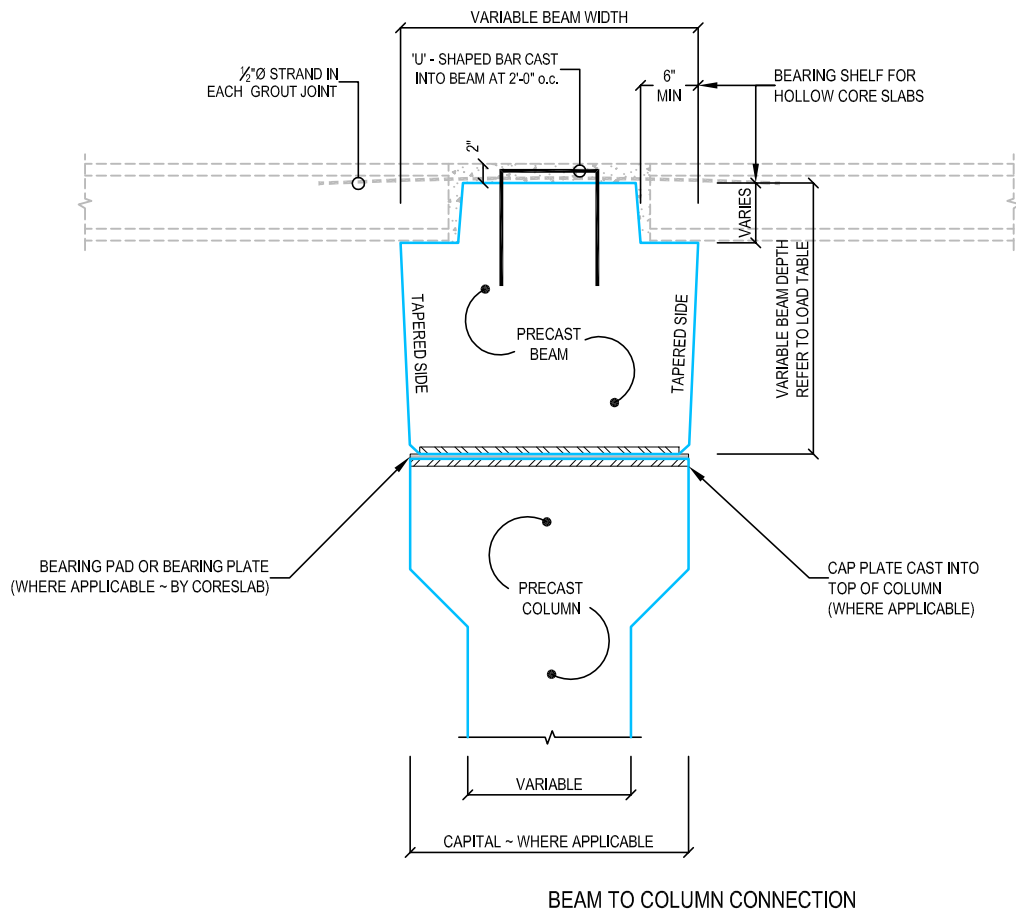 VARIABLE BEAM WIDTH
½"Ø STRAND IN
EACH GROUT JOINT
'U' - SHAPED BAR CAST
INTO BEAM AT 2'-0" o.c.
6"
MIN
BEARING SHELF FOR
HOLLOW CORE SLABS
2"
VARIES
VARIABLE BEAM DEPTH
REFER TO LOAD TABLE
TAPERED SIDE
PRECAST
BEAM
TAPERED SIDE
BEARING PAD OR BEARING PLATE
(WHERE APPLICABLE ~ BY CORESLAB)
PRECAST
COLUMN
CAP PLATE CAST INTO
TOP OF COLUMN
(WHERE APPLICABLE)
VARIABLE
CAPITAL ~ WHERE APPLICABLE
BEAM TO COLUMN CONNECTION